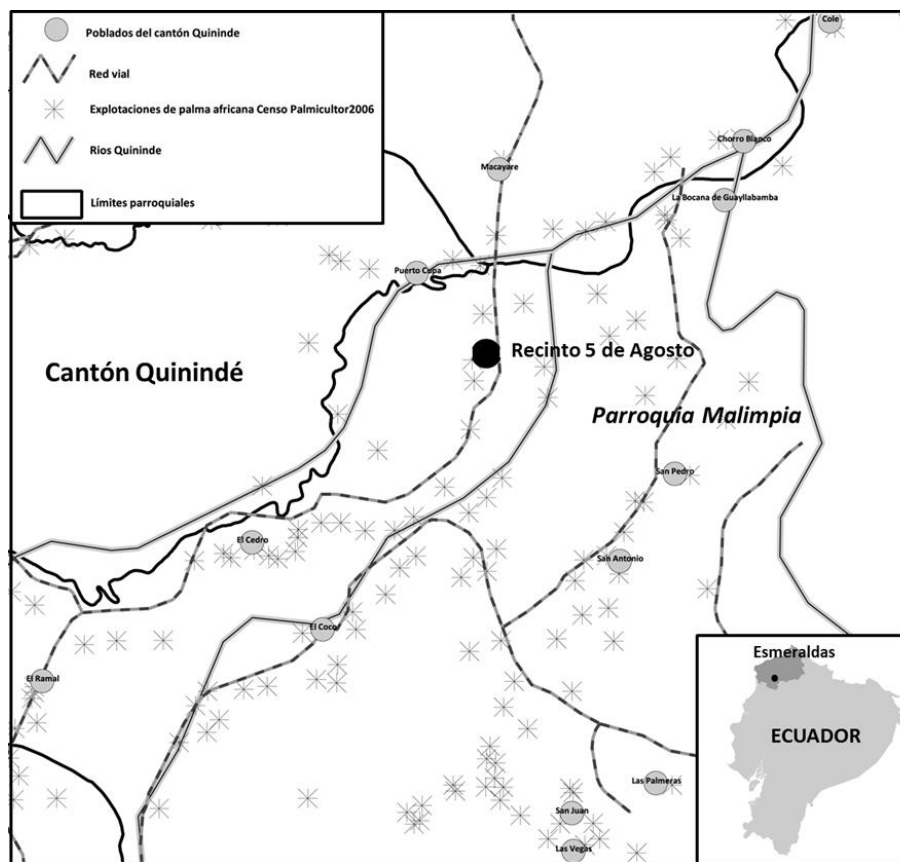 Poblados del cantón Quininde
Red vial
Explotaciones de palma africana Censo Palmicultor2006
Rios Quininde
Límites parroquiales
Cole
Chorro Blanco
Macayare
La Bocana de Guayllabamba
Puerto Cupa
Recinto 5 de Agosto
Cantón Quinindé
Parroquia Malimpia
San Pedro
El Cedro
San Antonio
El Coco
El Ramal
Esmeraldas
ECUADOR
Las Palmeras
San Juan
Las Vegas